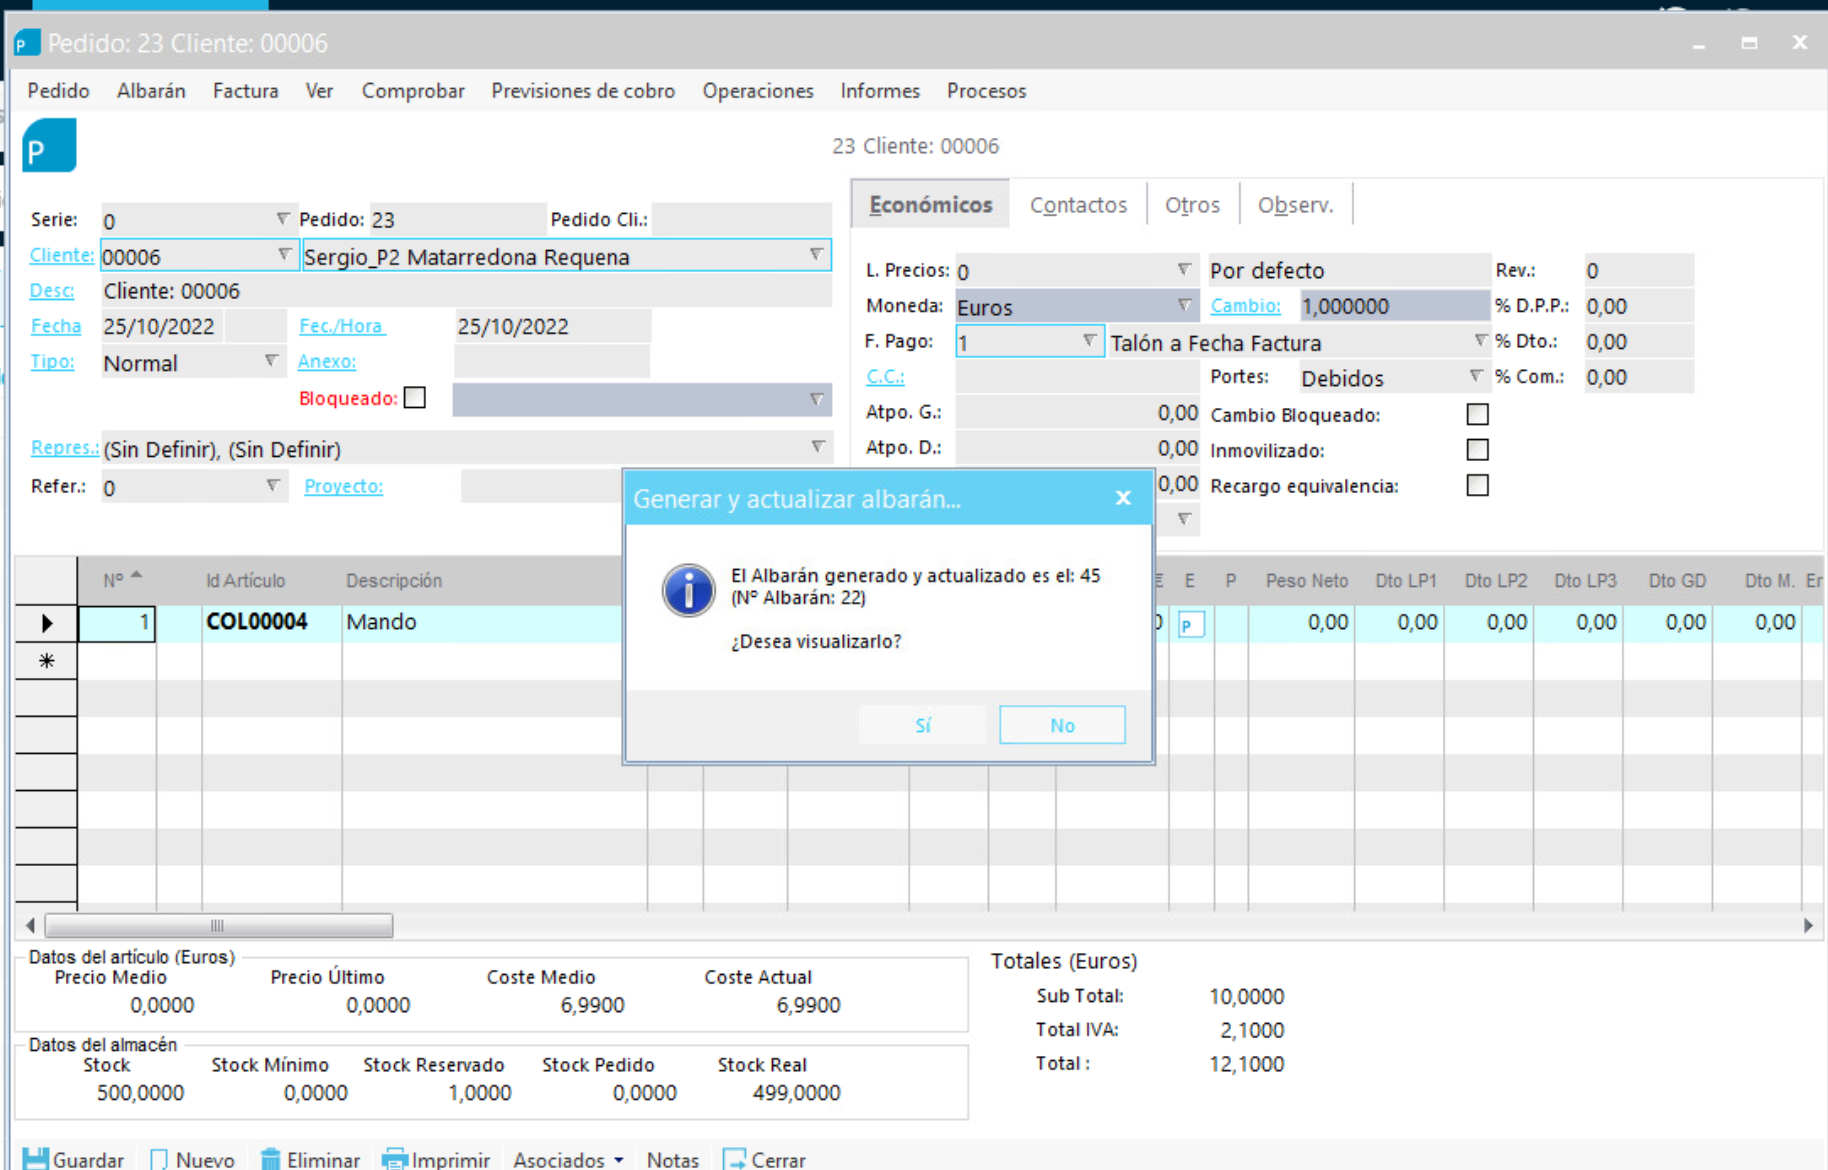 P Pedido: 23 Cliente: 00006
Pedido Albarán Factura Ver Comprobar Previsiones de cobro Operaciones Informes Procesos
P
23 Cliente: 00006
Económicos Contactos Otros Observ.
Serie: 0 Pedido: 23 Pedido Cli.:
Cliente: 00006 Sergio_P2 Matarredona Requena
Desc: Cliente: 00006
Fecha 25/10/2022 Fec./Hora 25/10/2022
Tipo: Normal Anexo:
Bloqueado:
Repres.: (Sin Definir), (Sin Definir)
Refer.: 0 Proyecto:
L. Precios: 0 Por defecto Rev.: 0
Moneda: Euros Cambio: 1,000000 % D.P.P.: 0,00
F. Pago: 1 Talón a Fecha Factura % Dto.: 0,00
C.C.: Portes: Debidos % Com.: 0,00
Atpo. G.: 0,00 Cambio Bloqueado:
Atpo. D.: 0,00 Inmovilizado:
0,00 Recargo equivalencia:
Generar y actualizar albarán... x
El Albarán generado y actualizado es el: 45
(Nº Albarán: 22)
¿Desea visualizarlo?
Sí No
Nº Id Artículo Descripción E P Peso Neto Dto LP1 Dto LP2 Dto LP3 Dto GD Dto M.
1 COL00004 Mando P 0,00 0,00 0,00 0,00 0,00 0,00
Datos del artículo (Euros)
Precio Medio Precio Último Coste Medio Coste Actual
0,0000 0,0000 6,9900 6,9900
Datos del almacén
Stock Stock Mínimo Stock Reservado Stock Pedido Stock Real
500,0000 0,0000 1,0000 0,0000 499,0000
Totales (Euros)
Sub Total: 10,0000
Total IVA: 2,1000
Total : 12,1000
Guardar Nuevo Eliminar Imprimir Asociados Notas Cerrar